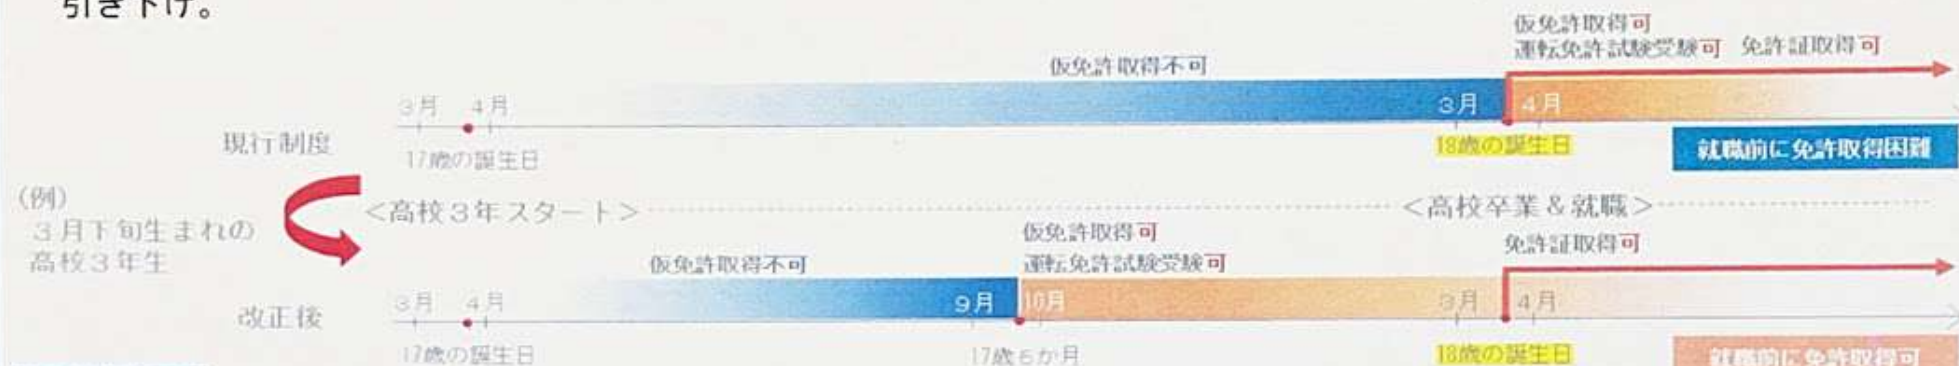 引き下げ。
仮免許取得可
運転免許試験受験可 免許証取得可
仮免許取得不可
3月 4月
3月 4月
現行制度
17歳の誕生日
18歳の誕生日
就職前に免許取得困難
(例)
3月下旬生まれの
高校3年生
<高校3年スタート>
<高校卒業&就職>
仮免許取得可
運転免許試験受験可
免許証取得可
仮免許取得不可
3月 4月
9月 10月
3月 4月
改正後
17歳の誕生日
17歳6か月
18歳の誕生日
就職前に免許取得可